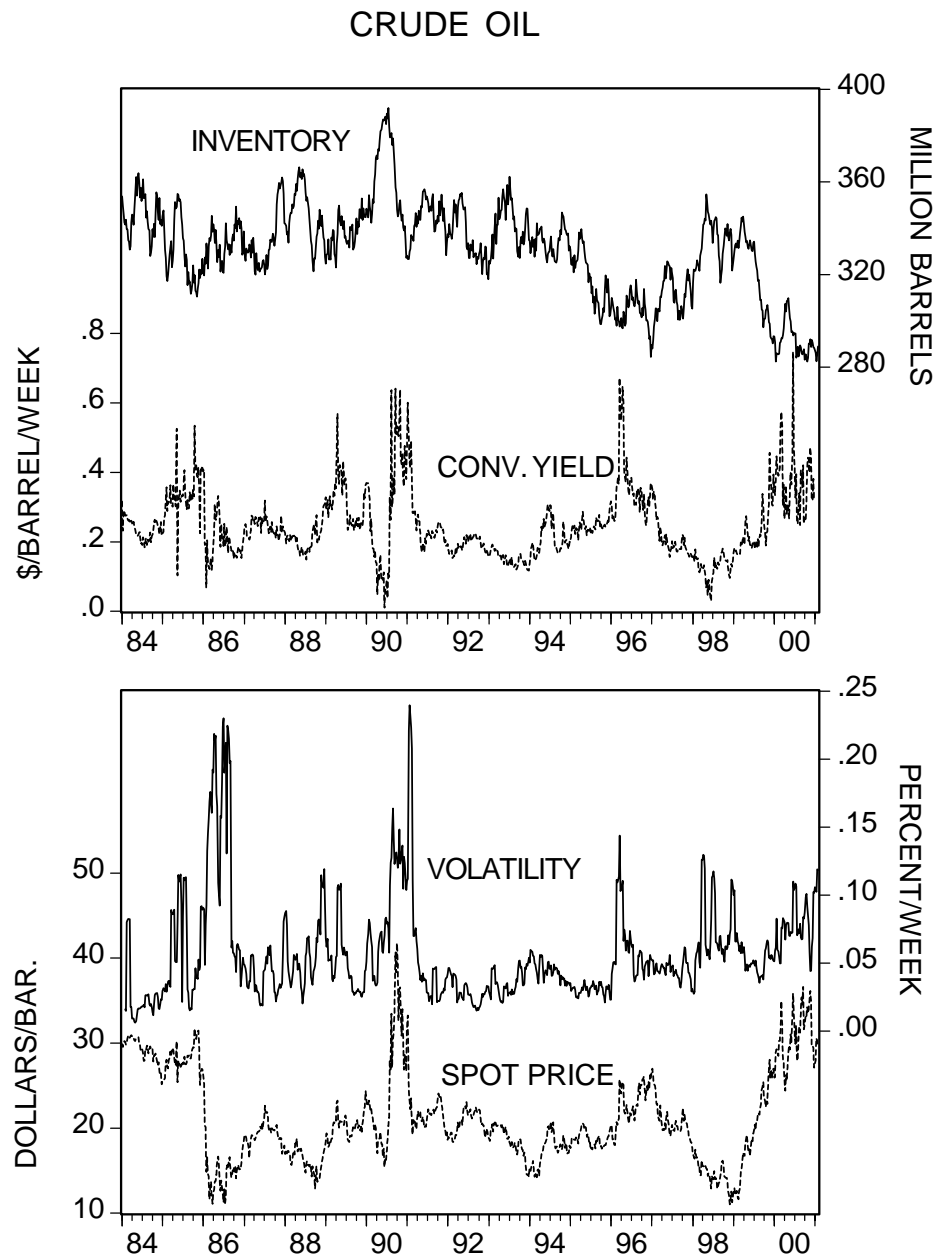 CRUDE OIL
400
INVENTORY
360
320
280
MILLION BARRELS
.8
.6
.4
.2
.0
$/BARREL/WEEK
CONV. YIELD
84 86 88 90 92 94 96 98 00
.25
.20
.15
.10
.05
.00
PERCENT/WEEK
VOLATILITY
50
40
30
20
10
DOLLARS/BAR.
SPOT PRICE
84 86 88 90 92 94 96 98 00